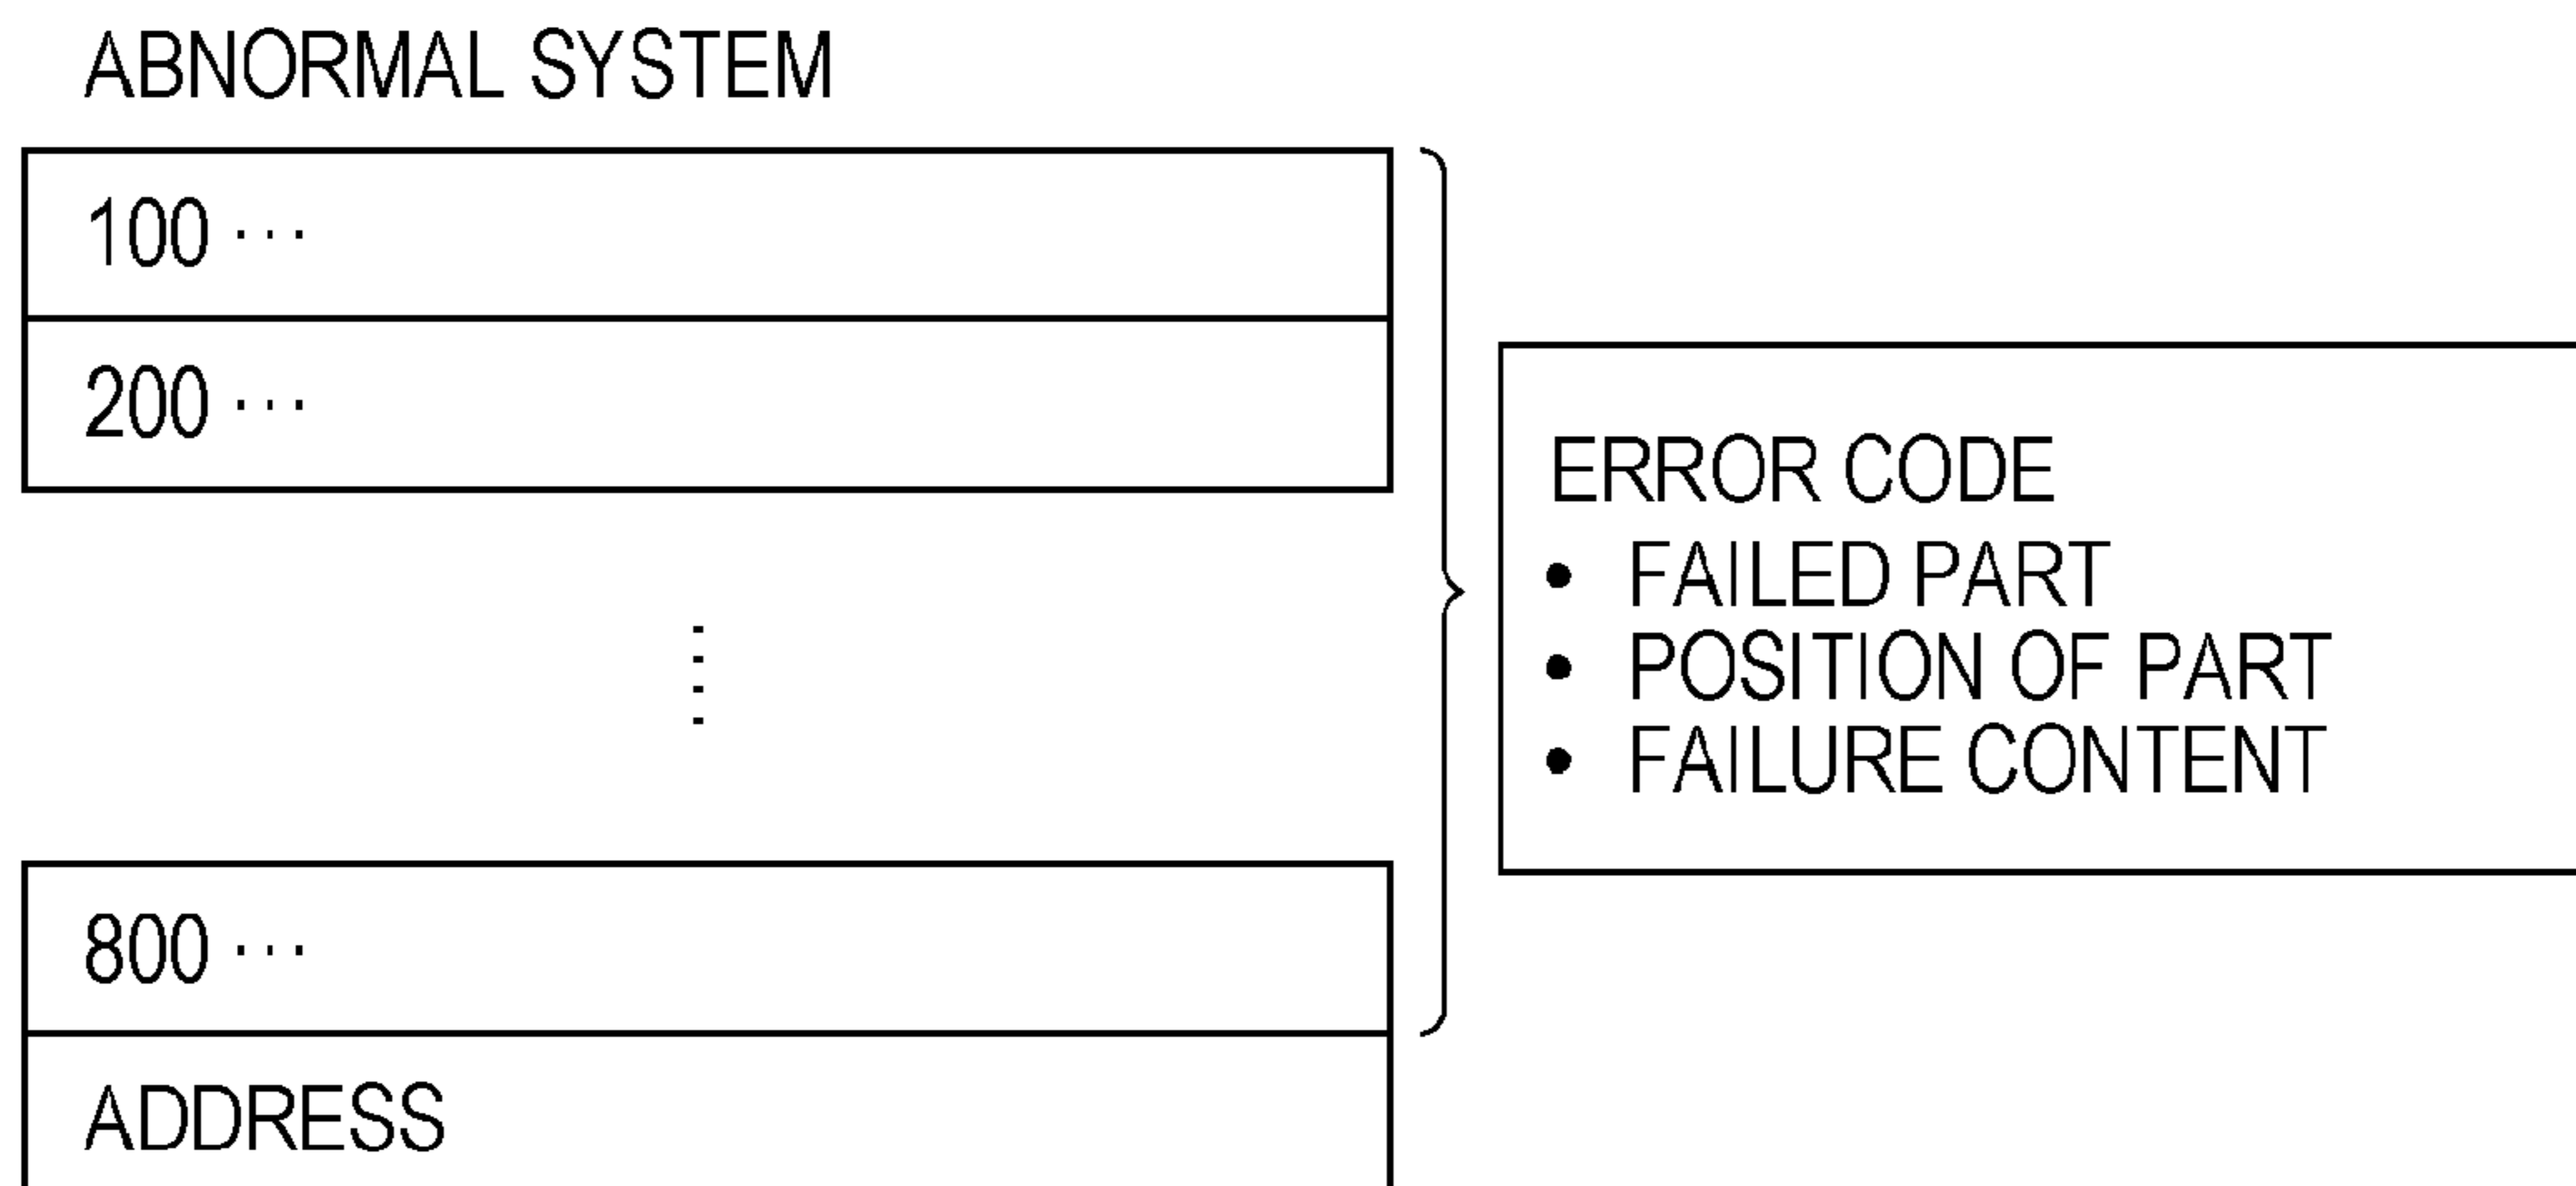 ABNORMAL SYSTEM
100 ···
200 ···
ERROR CODE
• FAILED PART
• POSITION OF PART
• FAILURE CONTENT
800 ···
ADDRESS